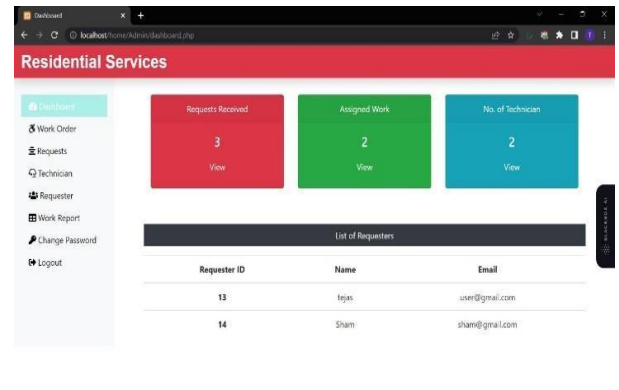 Dashboard
localhost/home/Admin/dashboard.php
Residential Services
Dashboard
Work Order
Requests
Technician
Requester
Work Report
Change Password
Logout
Requests Received
3
View
Assigned Work
2
View
No. of Technician
2
View
List of Requesters
Requester ID Name Email
13 tejas user@gmail.com
14 Sham sham@gmail.com
BLACKBOX AI